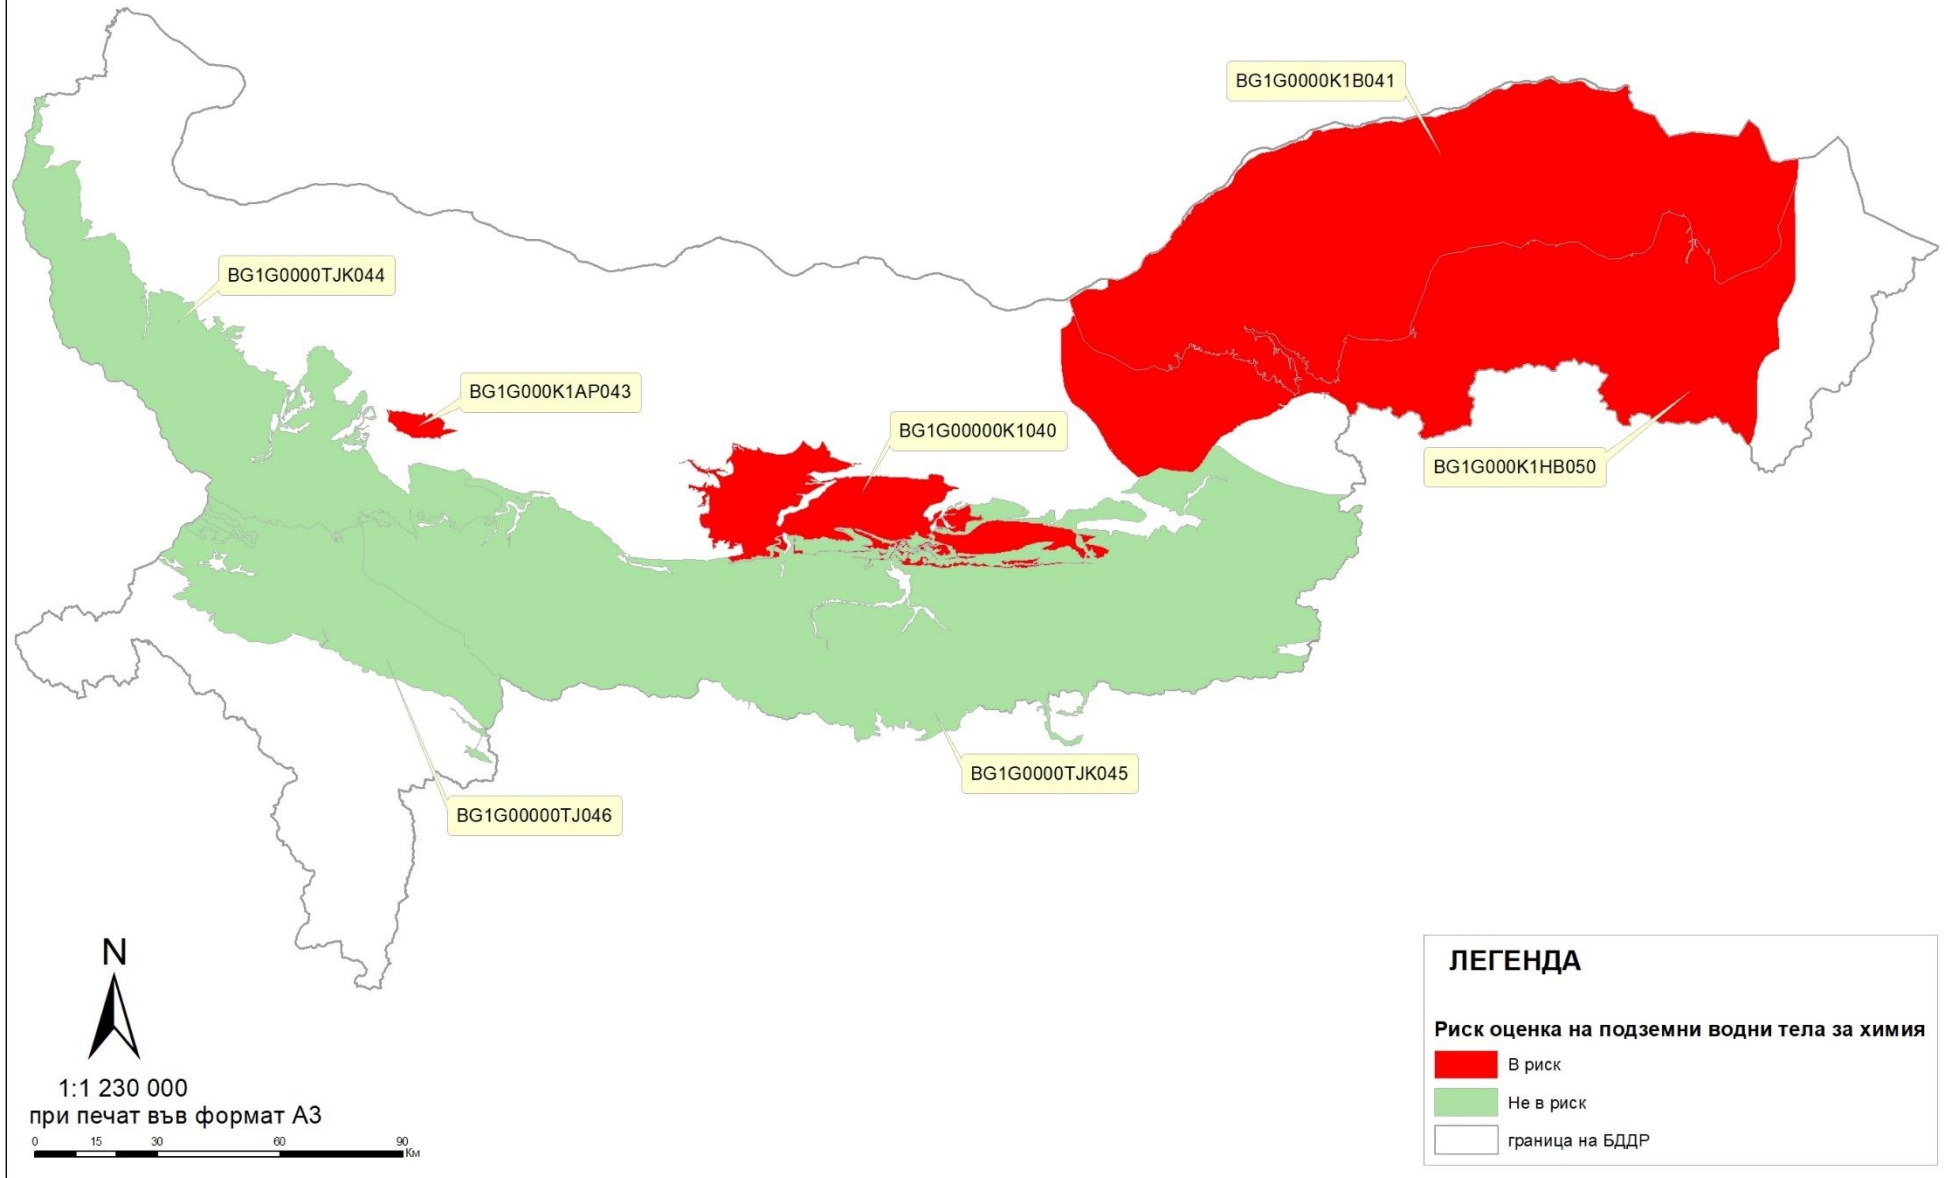 BG1G0000K1B041
BG1G0000TJK044
BG1G000K1AP043
BG1G00000K1040
BG1G000K1HB050
BG1G0000TJK045
BG1G00000TJ046
N
1:1 230 000
при печат във формат А3
0 15 30 60 90
Км
ЛЕГЕНДА
Риск оценка на подземни водни тела за химия
В риск
Не в риск
граница на БДДР